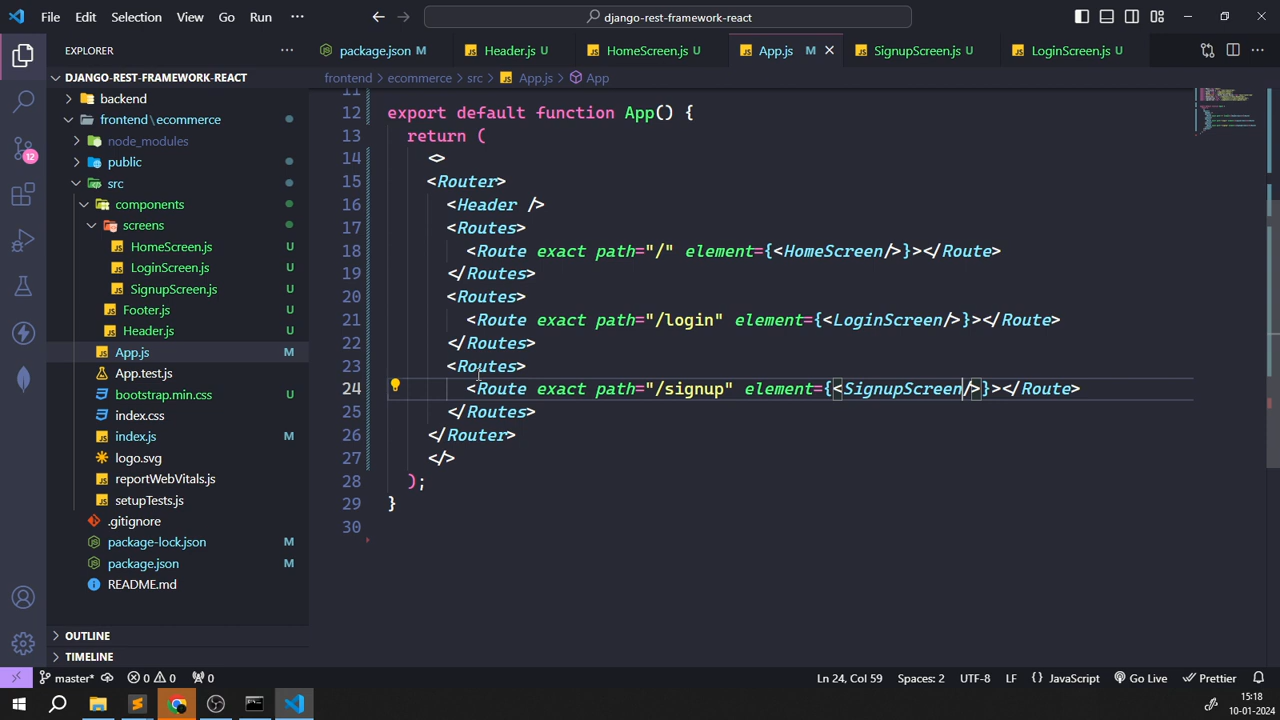 File Edit Selection View Go Run ··· django-rest-framework-react
EXPLORER ···
package.json M Header.js U HomeScreen.js U App.js M SignupScreen.js U LoginScreen.js U ···
DJANGO-REST-FRAMEWORK-REACT
frontend > ecommerce > src > App.js > App
backend
frontend \ ecommerce
node_modules
public
src
components
screens
HomeScreen.js U
LoginScreen.js U
SignupScreen.js U
Footer.js U
Header.js U
App.js M
App.test.js
bootstrap.min.css U
index.css
index.js M
logo.svg
reportWebVitals.js
setupTests.js
.gitignore
package-lock.json M
package.json M
README.md
OUTLINE
TIMELINE
12
11
12 export default function App() {
13 return (
14 <>
15 <Router>
16 <Header />
17 <Routes>
18 <Route exact path="/" element={<HomeScreen/>}></Route>
19 </Routes>
20 <Routes>
21 <Route exact path="/login" element={<LoginScreen/>}></Route>
22 </Routes>
23 <Routes>
24 <Route exact path="/signup" element={<SignupScreen/>}></Route>
25 </Routes>
26 </Router>
27 </>
28 );
29 }
30
master* 0 0 0 Ln 24, Col 59 Spaces: 2 UTF-8 LF {} JavaScript Go Live Prettier
15:18
10-01-2024